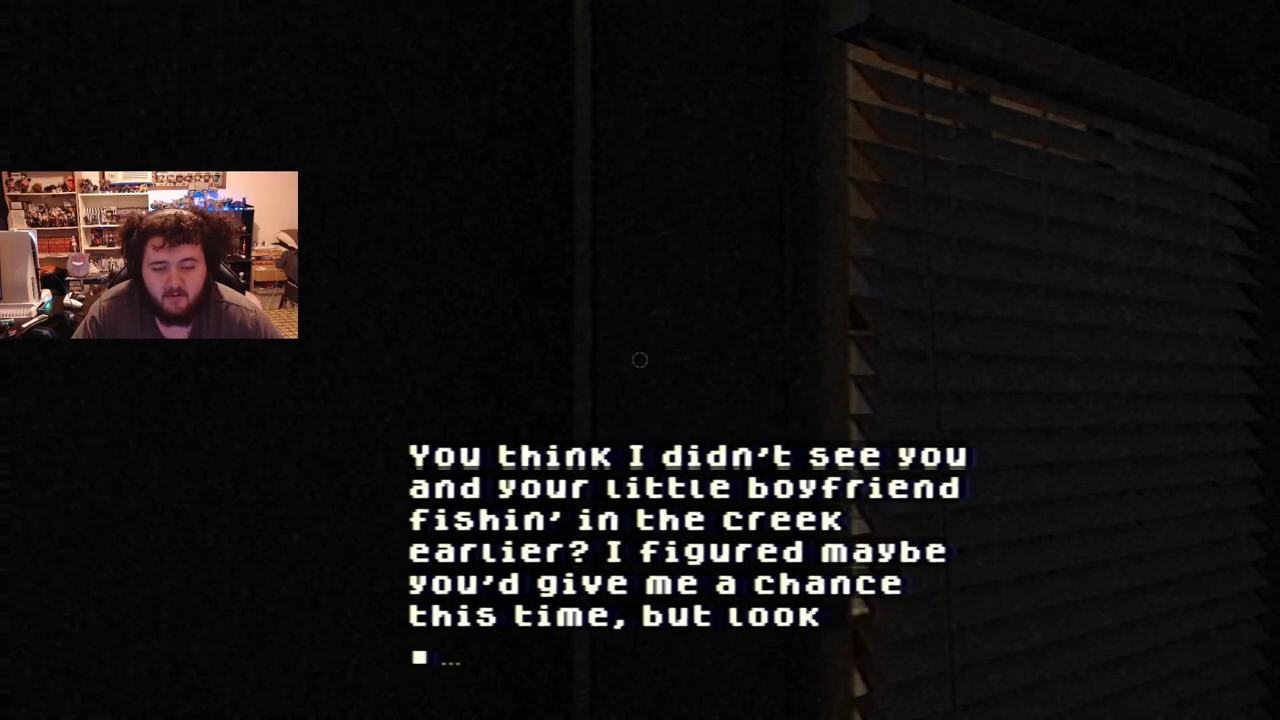 You think I didn't see you
and your little boyfriend
fishin' in the creek
earlier? I figured maybe
you'd give me a chance
this time, but look
...